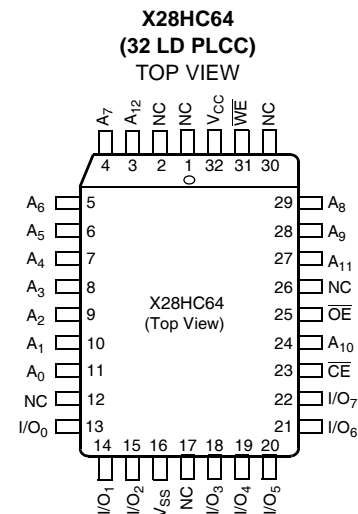 X28HC64
(32 LD PLCC)
TOP VIEW
A7 A12 NC NC VCC W̅E̅ NC
4 3 2 1 32 31 30
A6 5 29 A8
A5 6 28 A9
A4 7 27 A11
A3 8 26 NC
A2 9 25 O̅E̅
A1 10 24 A10
A0 11 23 C̅E̅
NC 12 22 I/O7
I/O0 13 21 I/O6
X28HC64
(Top View)
14 15 16 17 18 19 20
I/O1 I/O2 VSS NC I/O3 I/O4 I/O5